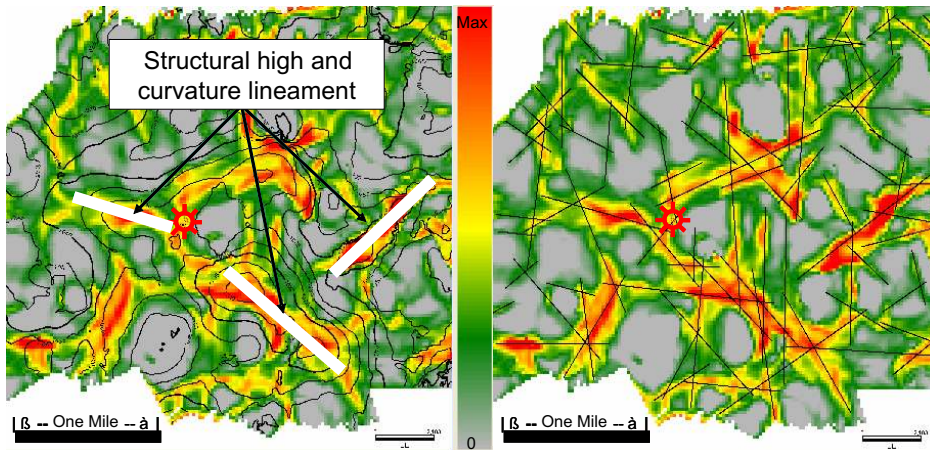 Structural high and
curvature lineament
Max
0
ß -- One Mile -- à
ß -- One Mile -- à